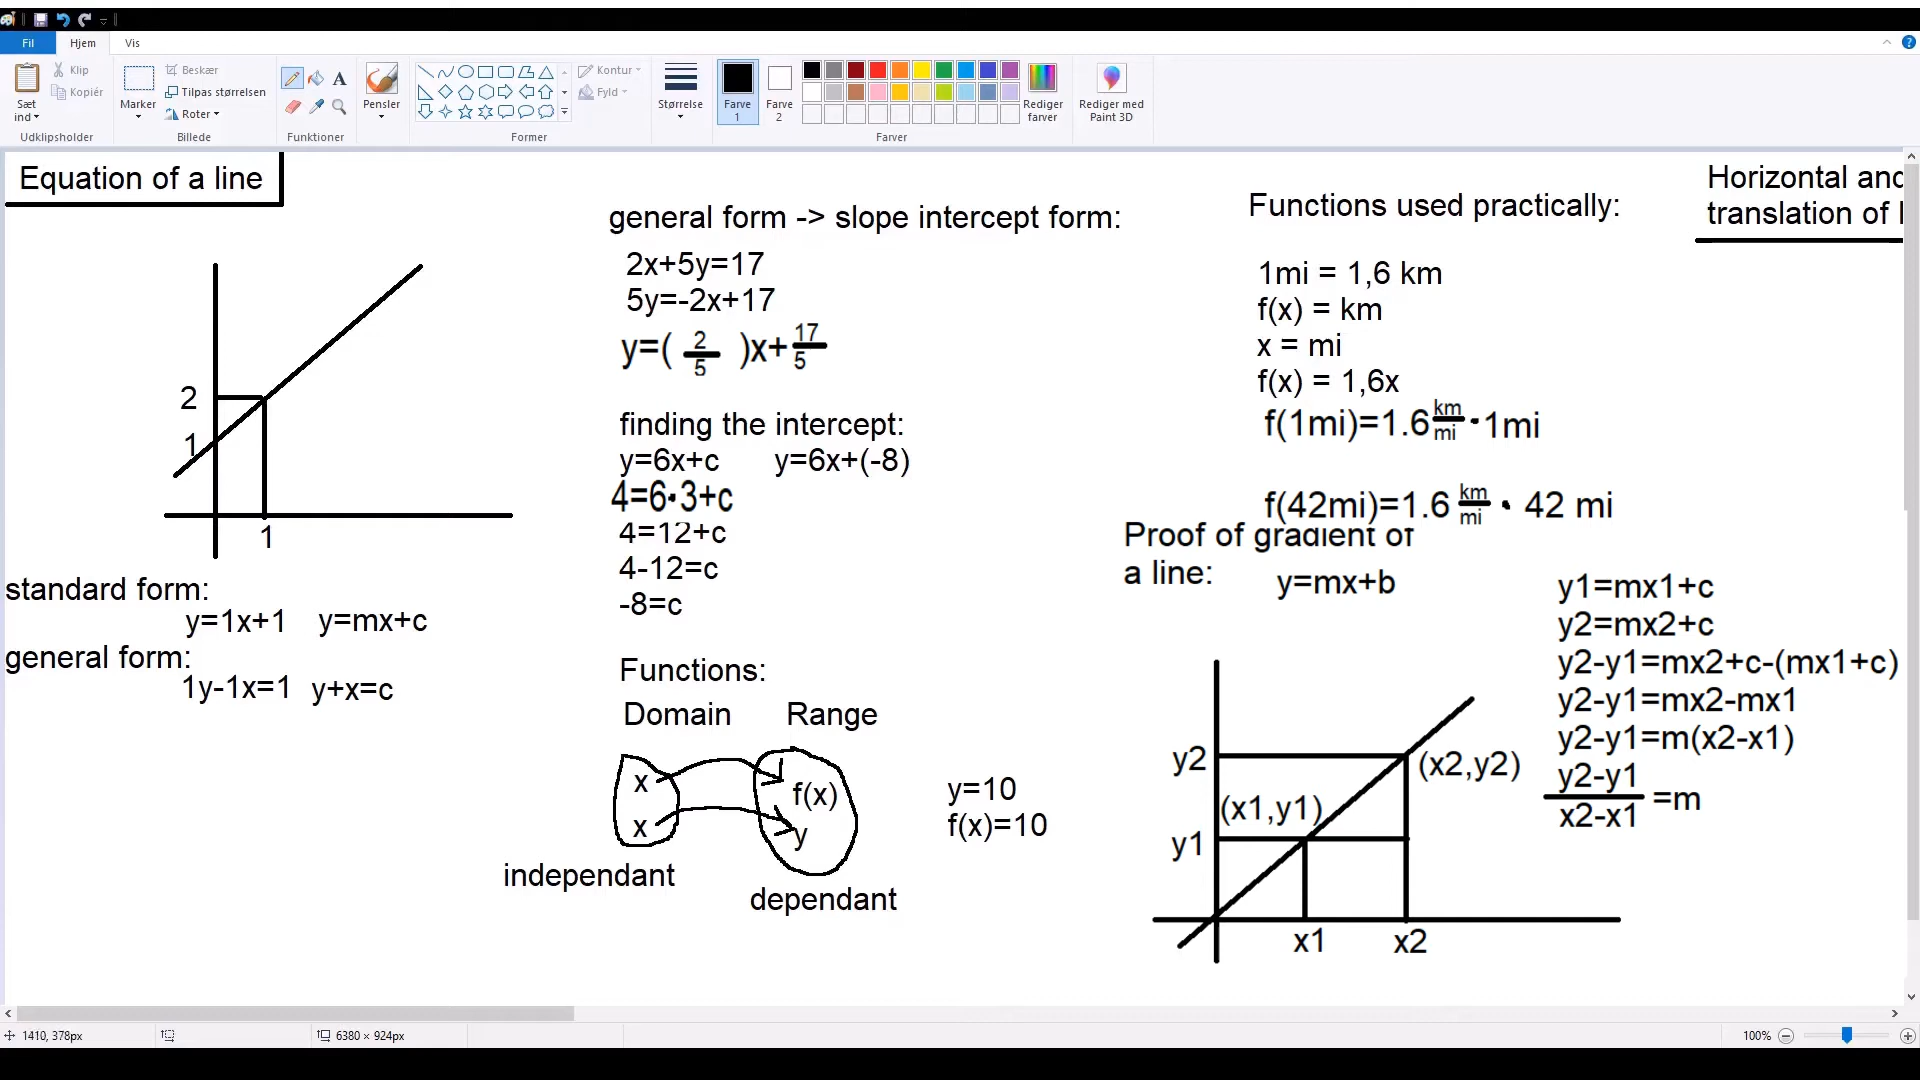 Fil Hjem Vis
Sæt ind
Klip
Kopiér
Udklipsholder
Marker
Beskær
Tilpas størrelsen
Roter
Billede
A
Funktioner
Pensler
Kontur
Fyld
Former
Størrelse
Farve 1
Farve 2
Rediger farver
Farver
Rediger med Paint 3D
Equation of a line
2
1
1
standard form:
y=1x+1 y=mx+c
general form:
1y-1x=1 y+x=c
general form -> slope intercept form:
2x+5y=17
5y=-2x+17
y=( 2/5 )x+17/5
finding the intercept:
y=6x+c y=6x+(-8)
4=6·3+c
4=12+c
4-12=c
-8=c
Functions:
Domain Range
x
x
f(x)
y
independant
dependant
y=10
f(x)=10
Functions used practically:
1mi = 1,6 km
f(x) = km
x = mi
f(x) = 1,6x
f(1mi)=1.6 km/mi · 1mi
f(42mi)=1.6 km/mi · 42 mi
Proof of gradient of
a line:
y=mx+b
y2
y1
(x1,y1)
(x2,y2)
x1 x2
y1=mx1+c
y2=mx2+c
y2-y1=mx2+c-(mx1+c)
y2-y1=mx2-mx1
y2-y1=m(x2-x1)
y2-y1
x2-x1 =m
Horizontal and
translation of
1410, 378px
6380 × 924px
100%